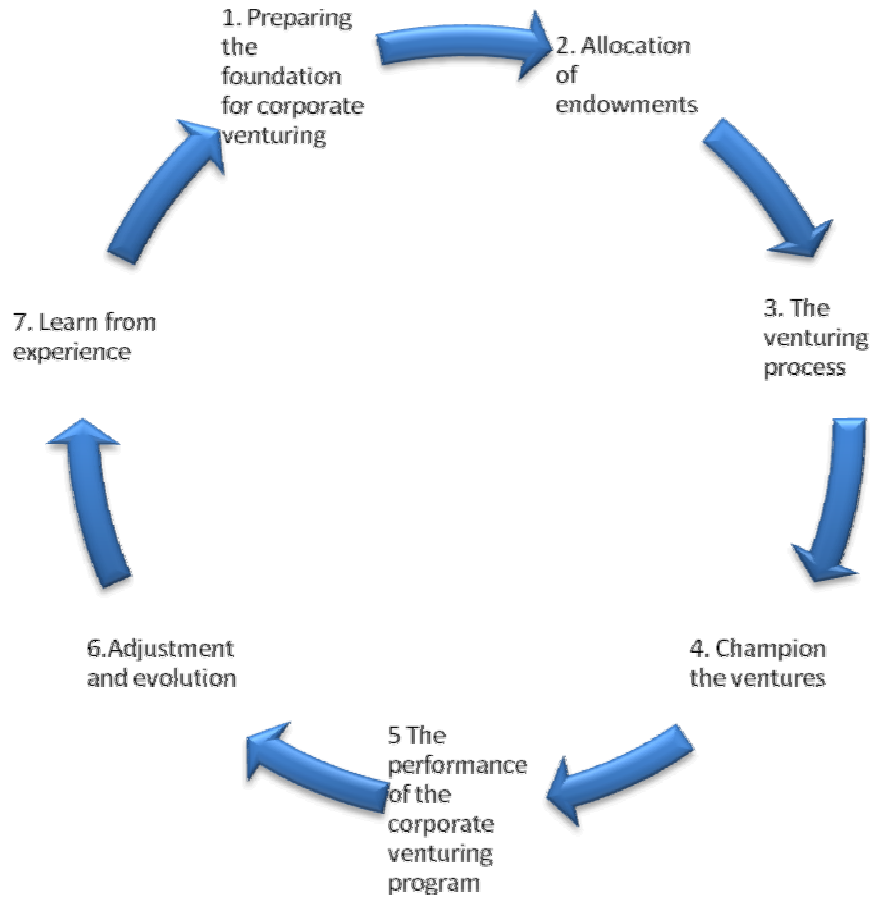 1. Preparing
the
foundation
for corporate
venturing
2. Allocation
of
endowments
3. The
venturing
process
4. Champion
the ventures
5 The
performance
of the
corporate
venturing
program
6.Adjustment
and evolution
7. Learn from
experience